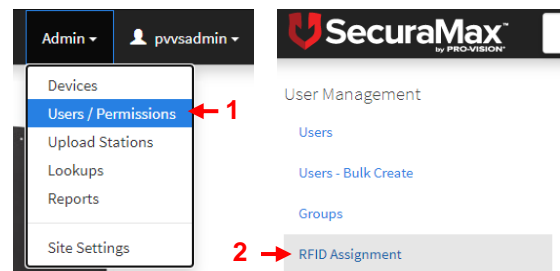 Admin
pvvsadmin
Devices
Users / Permissions
1
Upload Stations
Lookups
Reports
Site Settings
SecuraMax™
by PRO-VISION®
User Management
Users
Users - Bulk Create
Groups
2
RFID Assignment